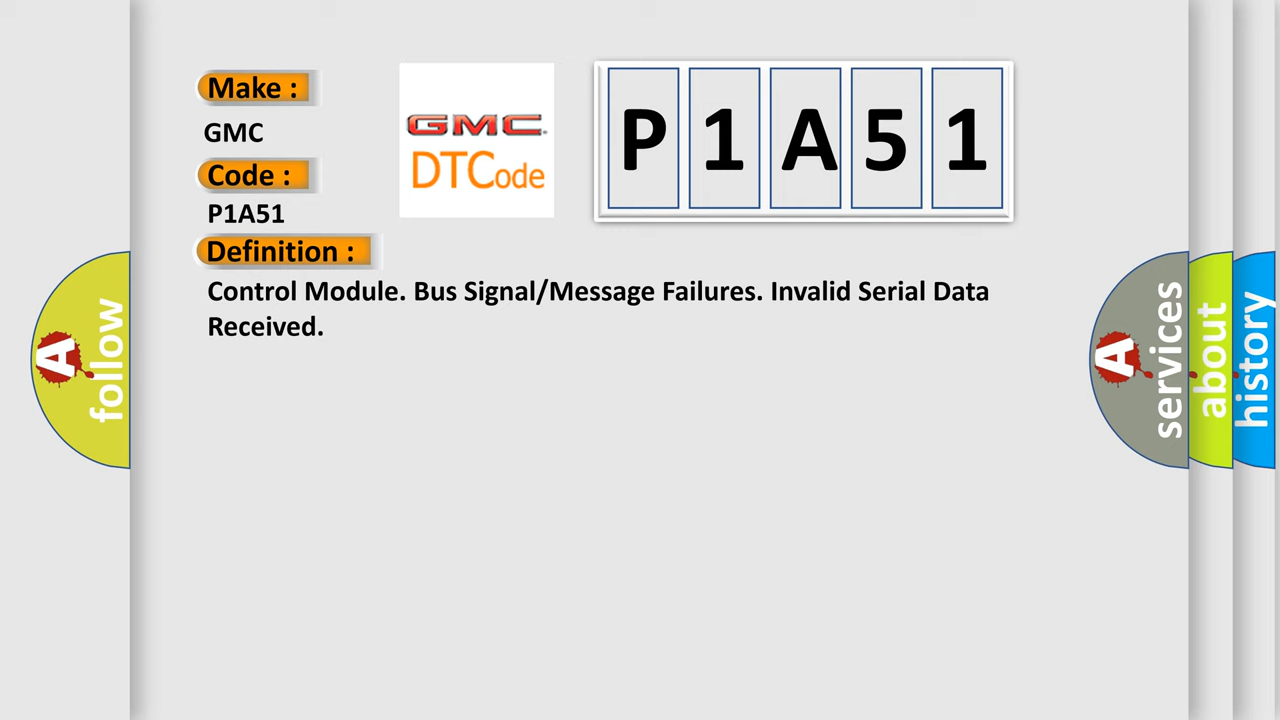 Make :
GMC
Code :
P1A51
Definition :
Control Module. Bus Signal/Message Failures. Invalid Serial Data
Received.
GMC
DTCode
P 1 A 5 1
A follow
A services
about
history